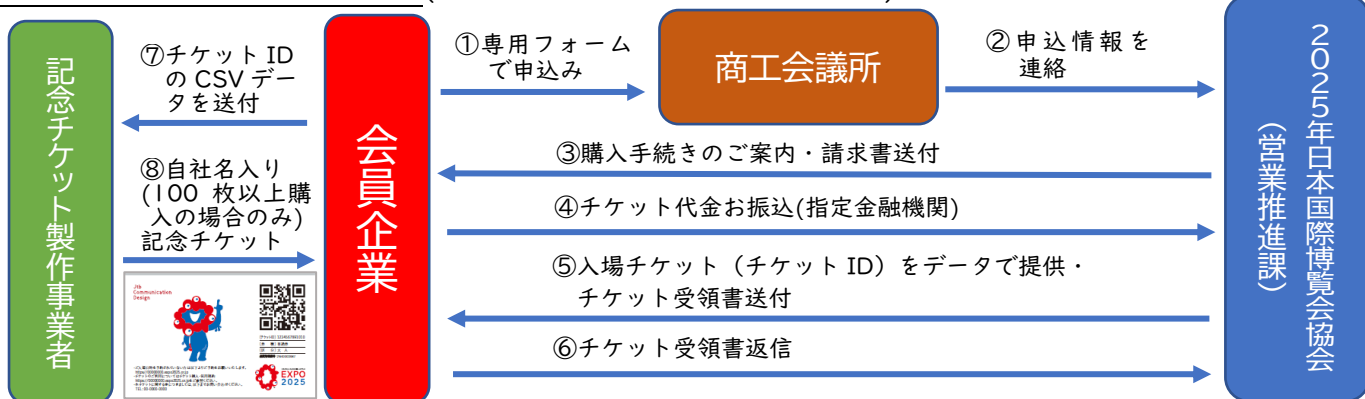 記念チケット製作事業者
⑦チケット ID
の CSV デー
タを送付
⑧自社名入り
(100 枚以上購
入の場合のみ)
記念チケット
Communication
Design
EXPO
2025
会員企業
①専用フォーム
で申込み
商工会議所
②申込情報を
連絡
③購入手続きのご案内・請求書送付
④チケット代金お振込(指定金融機関)
⑤入場チケット（チケット ID）をデータで提供・
チケット受領書送付
⑥チケット受領書返信
2025年日本国際博覧会協会
(営業推進課)